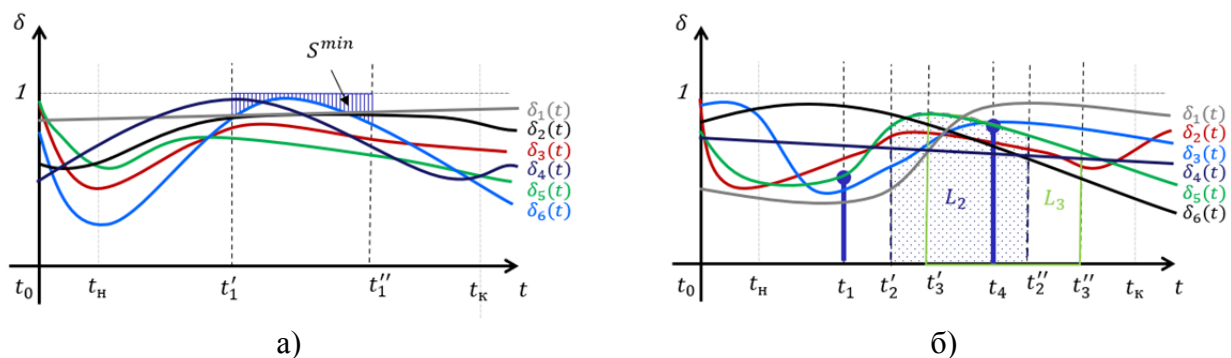 δ
S^{min}
1
δ₁(t)
δ₂(t)
δ₃(t)
δ₄(t)
δ₅(t)
δ₆(t)
t₀ tн t₁′ t₁″ tк t
а)
δ
1
δ₁(t)
δ₂(t)
δ₃(t)
δ₄(t)
δ₅(t)
δ₆(t)
L₂ L₃
t₀ tн t₁ t₂′ t₃′ t₄ t₂″ t₃″ tк t
б)